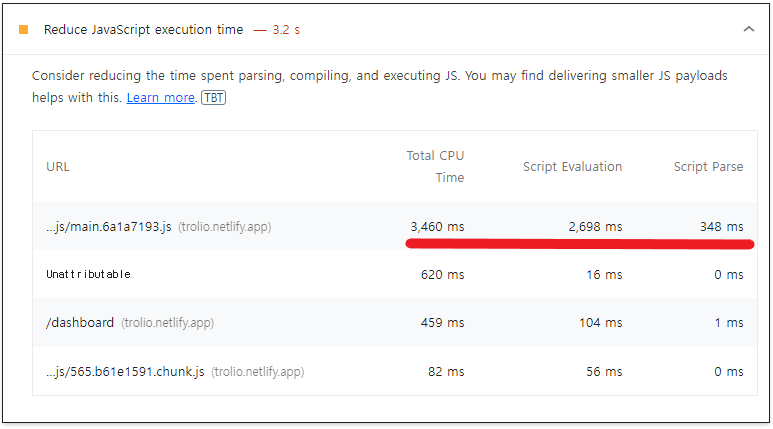 Reduce JavaScript execution time — 3.2 s
Consider reducing the time spent parsing, compiling, and executing JS. You may find delivering smaller JS payloads
helps with this. Learn more. TBT
URL Total CPU Time Script Evaluation Script Parse
...js/main.6a1a7193.js (trolio.netlify.app) 3,460 ms 2,698 ms 348 ms
Unattributable 620 ms 16 ms 0 ms
/dashboard (trolio.netlify.app) 459 ms 104 ms 1 ms
...js/565.b61e1591.chunk.js (trolio.netlify.app) 82 ms 56 ms 0 ms